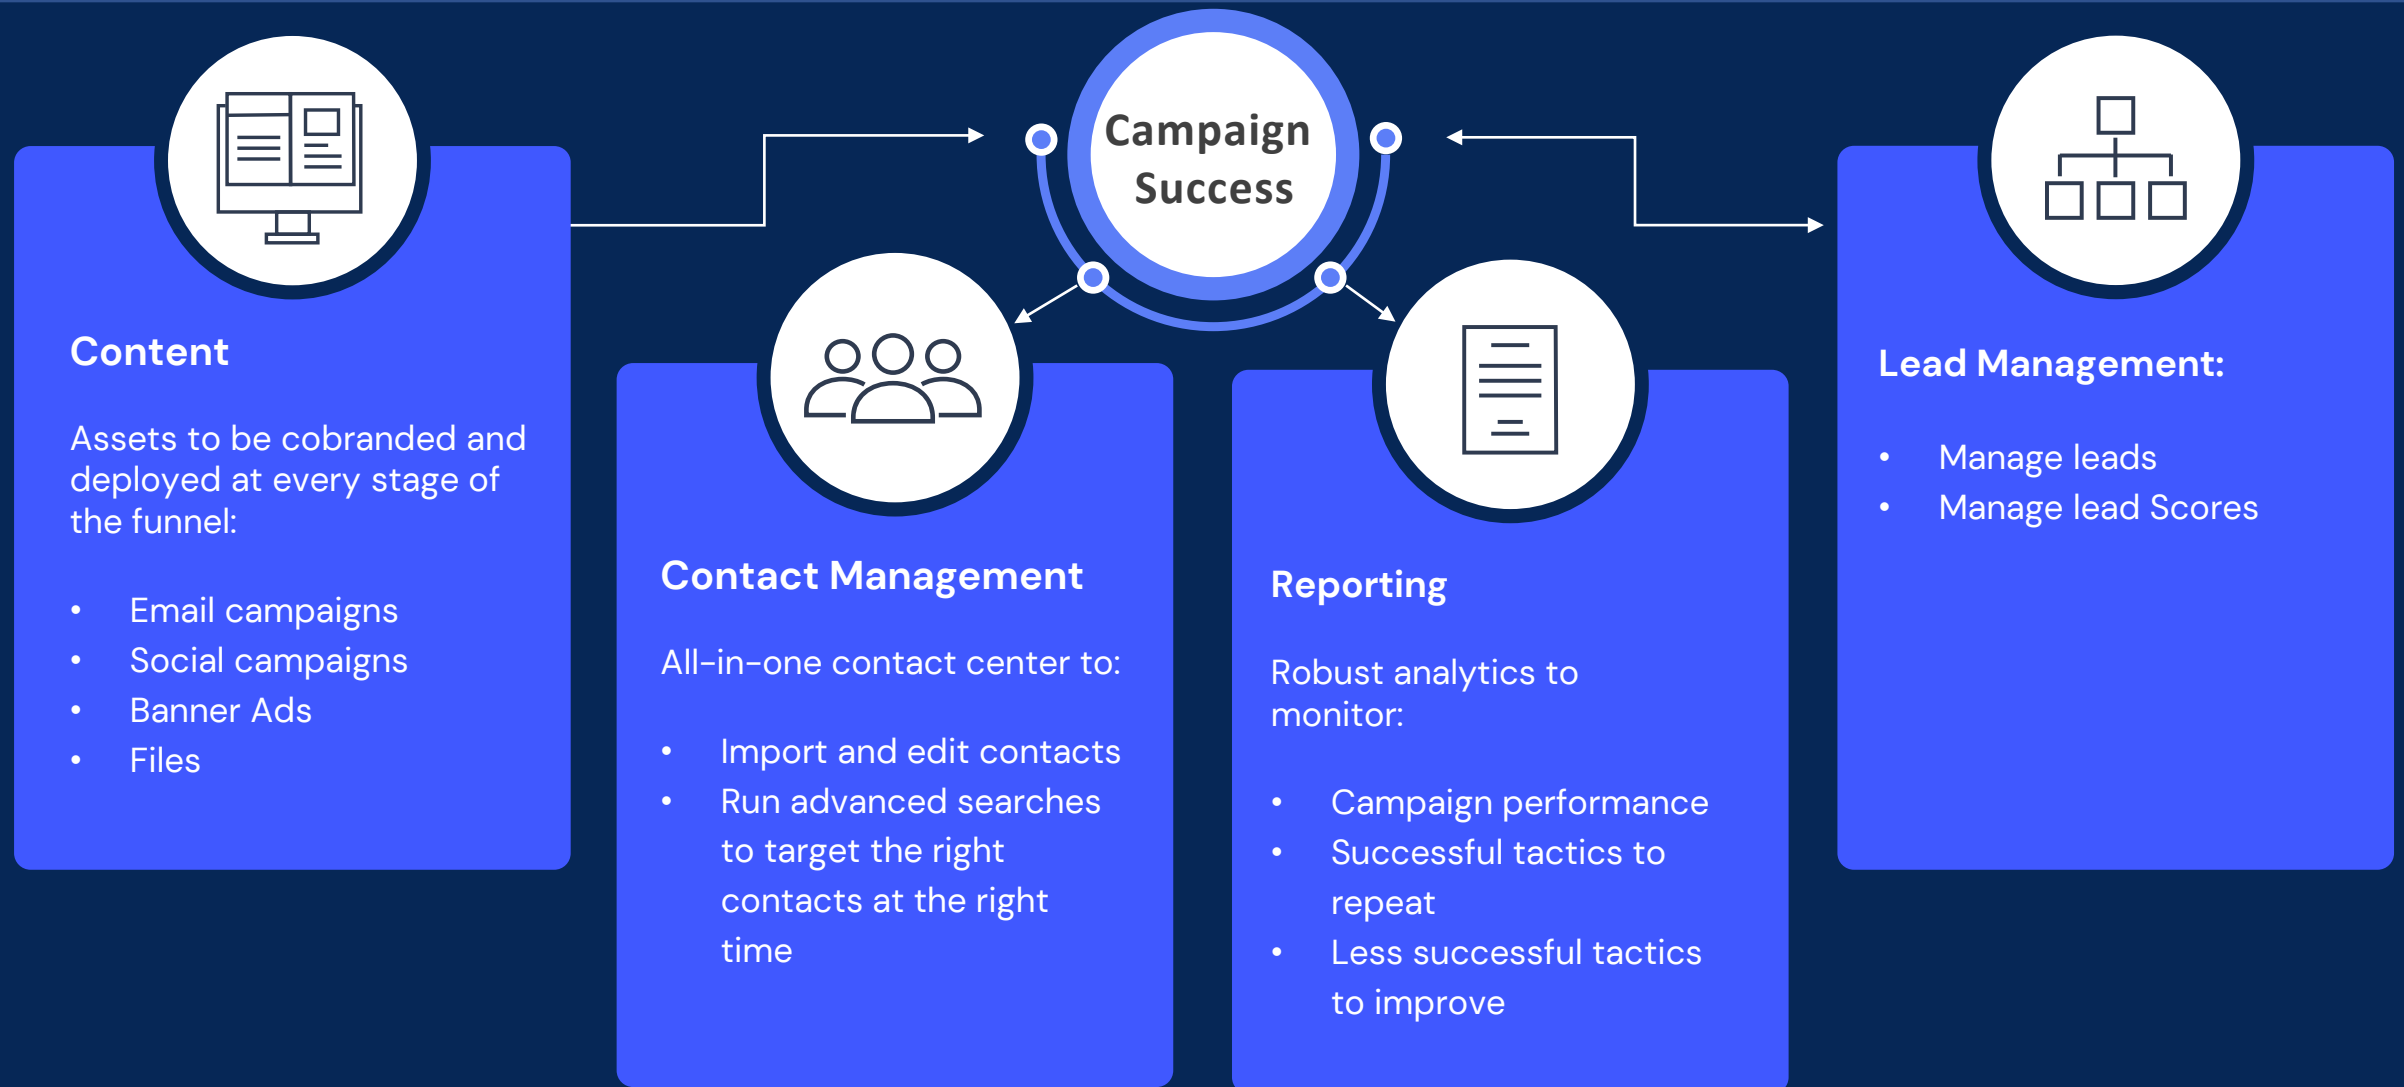 Campaign
Success
Content
Assets to be cobranded and
deployed at every stage of
the funnel:
• Email campaigns
• Social campaigns
• Banner Ads
• Files
Contact Management
All-in-one contact center to:
• Import and edit contacts
• Run advanced searches
to target the right
contacts at the right
time
Reporting
Robust analytics to
monitor:
• Campaign performance
• Successful tactics to
repeat
• Less successful tactics
to improve
Lead Management:
• Manage leads
• Manage lead Scores